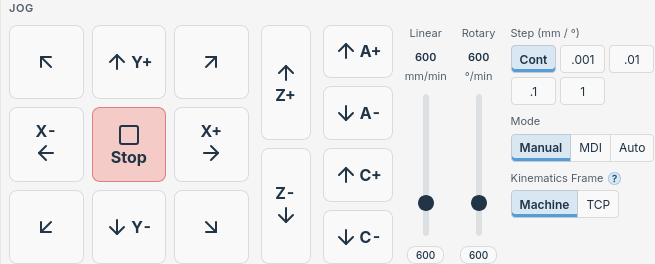 JOG
Y+
X-
Stop
X+
Y-
Z+
Z-
A+
A-
C+
C-
Linear
600
mm/min
600
Rotary
600
°/min
600
Step (mm / °)
Cont .001 .01
.1 1
Mode
Manual MDI Auto
Kinematics Frame ?
Machine TCP